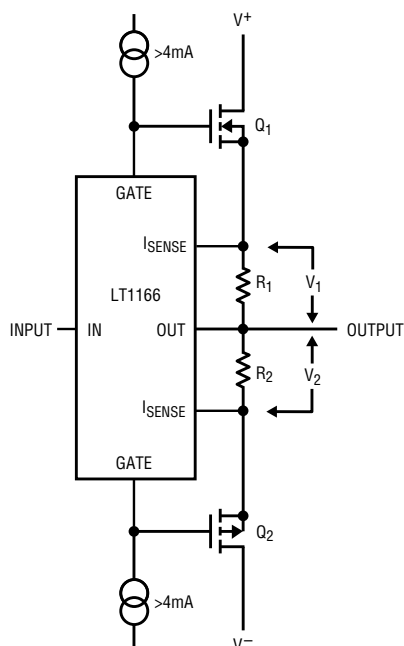 >4mA
V+
Q1
GATE
ISENSE
R1
V1
LT1166
INPUT
IN
OUT
OUTPUT
R2
V2
ISENSE
GATE
Q2
>4mA
V–